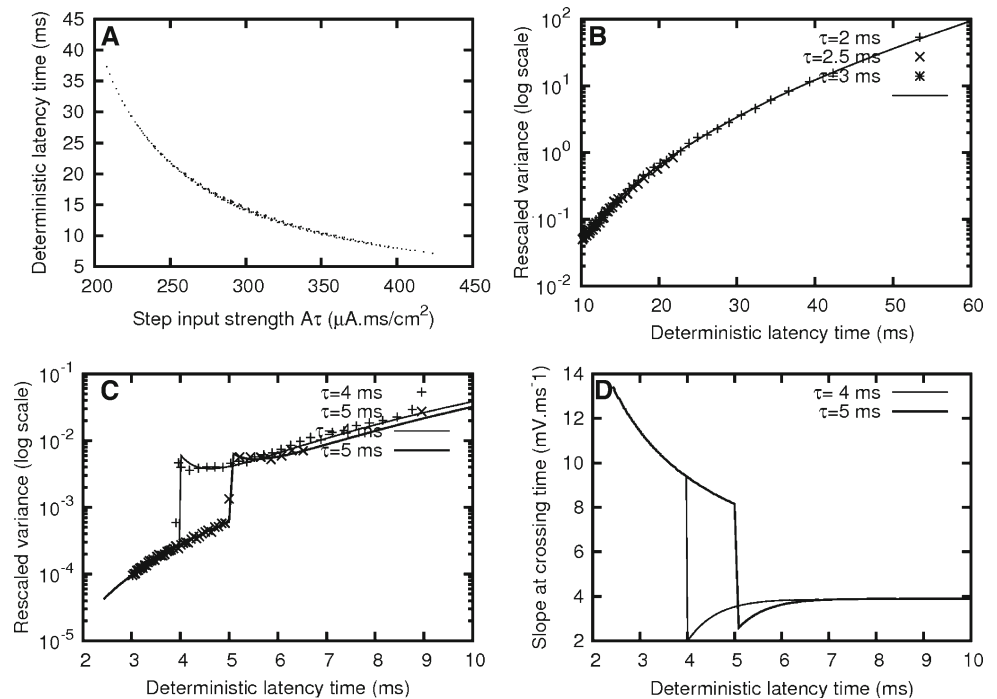 A
Deterministic latency time (ms)
45
40
35
30
25
20
15
10
5
200 250 300 350 400 450
Step input strength Aτ (μA.ms/cm²)
B
Rescaled variance (log scale)
10²
10¹
10⁰
10⁻¹
10⁻²
τ=2 ms
τ=2.5 ms
τ=3 ms
10 20 30 40 50 60
Deterministic latency time (ms)
C
Rescaled variance (log scale)
10⁻¹
10⁻²
10⁻³
10⁻⁴
10⁻⁵
τ=4 ms
τ=5 ms
τ=5 ms
2 3 4 5 6 7 8 9 10
Deterministic latency time (ms)
D
Slope at crossing time (mV.ms-1)
14
12
10
8
6
4
2
τ= 4 ms
τ=5 ms
2 3 4 5 6 7 8 9 10
Deterministic latency time (ms)